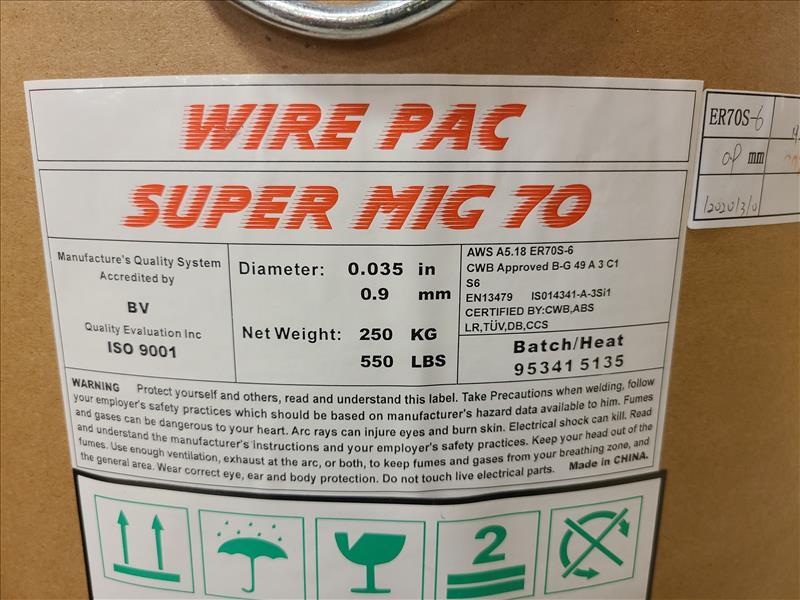 WIRE PAC
SUPER MIG 70
Manufacture's Quality System
Accredited by
BV
Quality Evaluation Inc
ISO 9001
Diameter: 0.035 in
0.9 mm
Net Weight: 250 KG
550 LBS
AWS A5.18 ER70S-6
CWB Approved B-G 49 A 3 C1
S6
EN13479 ISO14341-A-3Si1
CERTIFIED BY:CWB,ABS
LR,TÜV,DB,CCS
Batch/Heat
95341 5135
WARNING Protect yourself and others, read and understand this label. Take Precautions when welding, follow
your employer's safety practices which should be based on manufacturer's hazard data available to him. Fumes
and gases can be dangerous to your heart. Arc rays can injure eyes and burn skin. Electrical shock can kill. Read
and understand the manufacturer's instructions and your employer's safety practices. Keep your head out of the
fumes. Use enough ventilation, exhaust at the arc, or both, to keep fumes and gases from your breathing zone, and
the general area. Wear correct eye, ear and body protection. Do not touch live electrical parts. Made in CHINA.
2
ER70S-6
0.9 mm